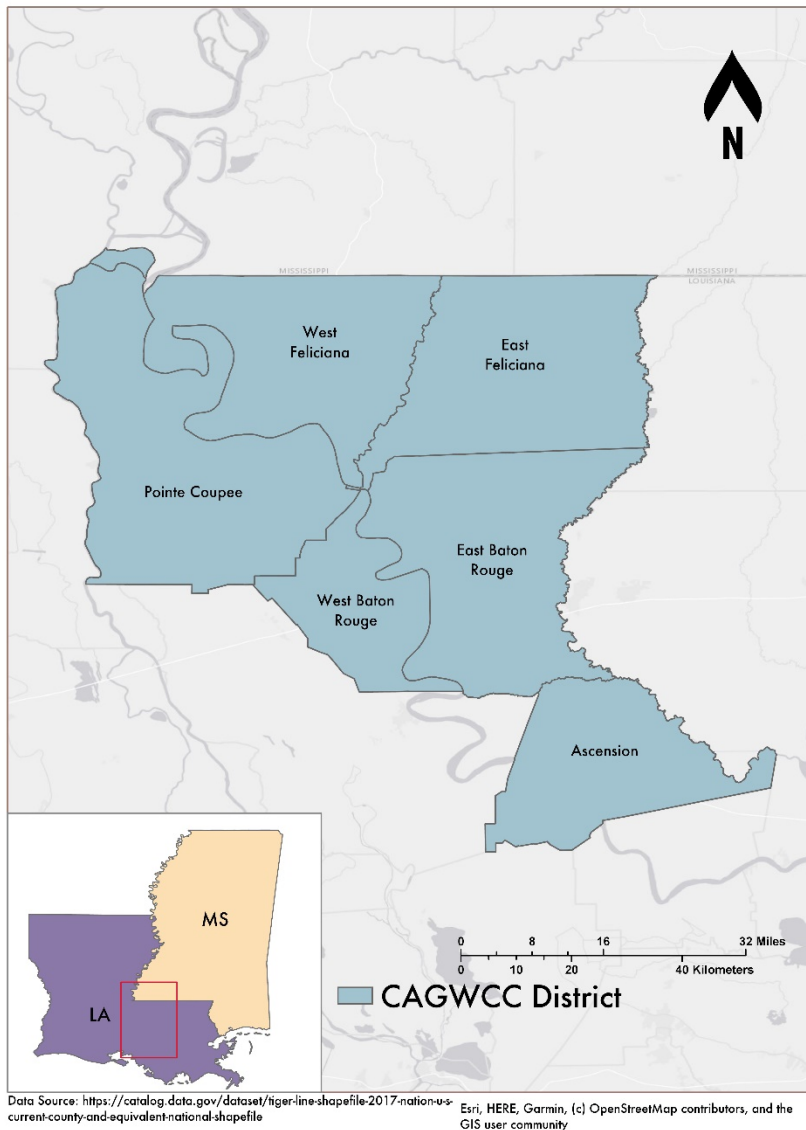 N
MISSISSIPPI
MISSISSIPPI
LOUISIANA
West
Feliciana
East
Feliciana
Pointe Coupee
East Baton
Rouge
West Baton
Rouge
Ascension
MS
LA
0 8 16 32 Miles
0 10 20 40 Kilometers
CAGWCC District
Data Source: https://catalog.data.gov/dataset/tiger-line-shapefile-2017-nation-u-s-
current-county-and-equivalent-national-shapefile
Esri, HERE, Garmin, (c) OpenStreetMap contributors, and the
GIS user community